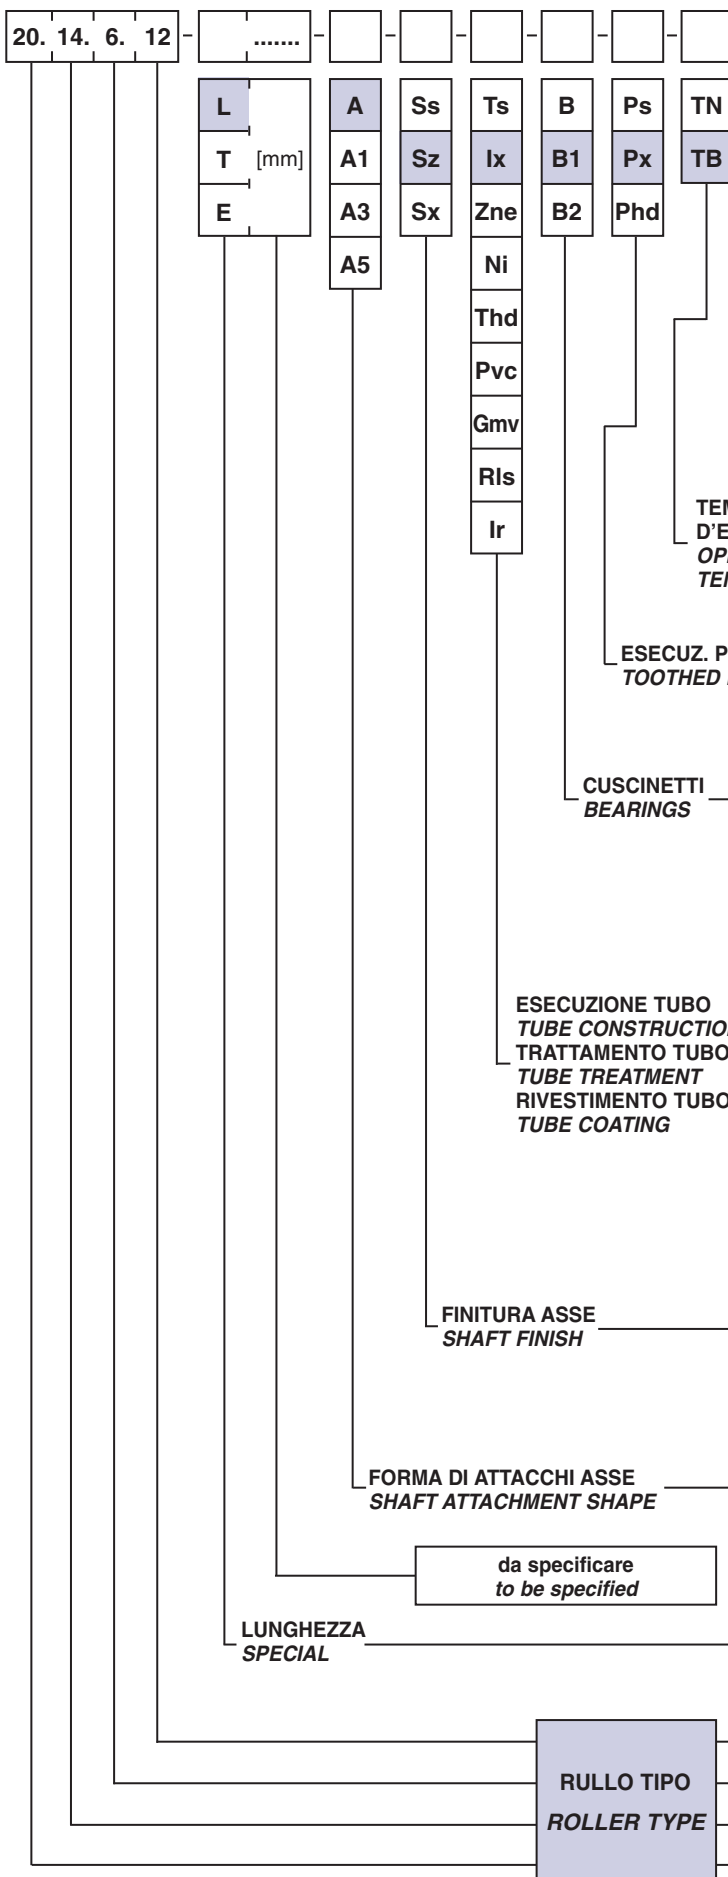 20. 14. 6. 12 - ....... - - - - - -
L A Ss Ts B Ps TN
T [mm] A1 Sz Ix B1 Px TB
E A3 Sx Zne B2 Phd
A5 Ni
Thd
Pvc
Gmv
Rls
Ir
ESECUZ.
TOOTHED
CUSCINETTI
BEARINGS
ESECUZIONE TUBO
TUBE
TRATTAMENTO TUBO
TUBE TREATMENT
RIVESTIMENTO TUBO
TUBE COATING
FINITURA ASSE
SHAFT FINISH
FORMA DI ATTACCHI ASSE
SHAFT ATTACHMENT SHAPE
da specificare
to be specified
LUNGHEZZA
SPECIAL
RULLO TIPO
ROLLER TYPE